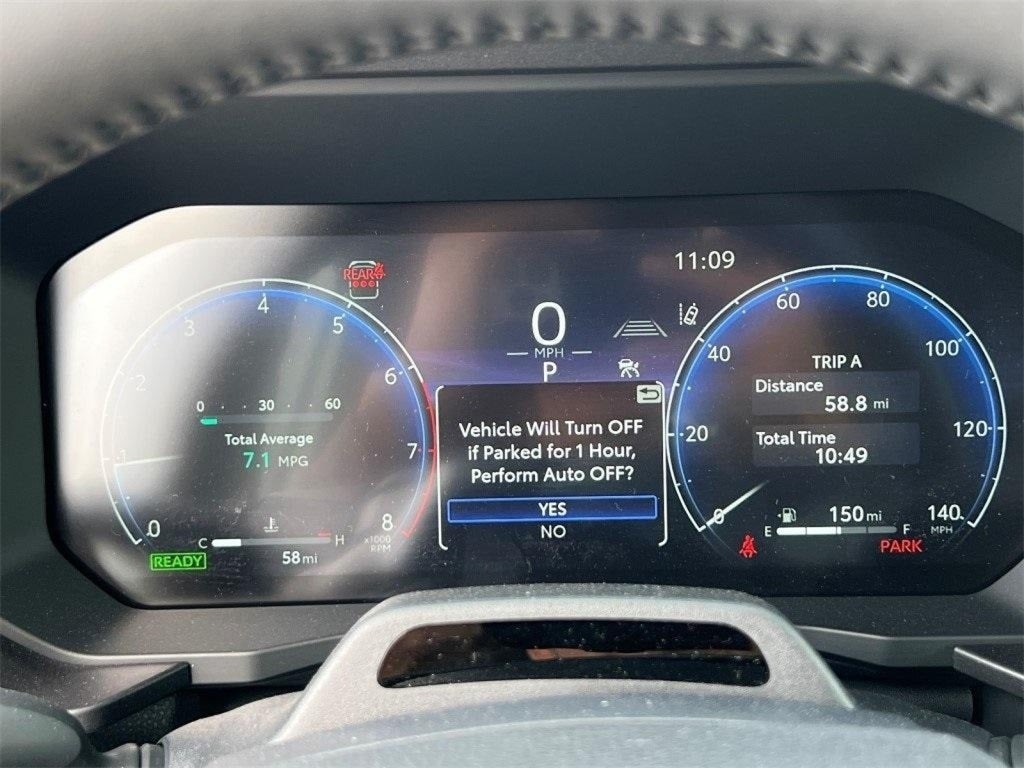 REAR
11:09
0
MPH
P
0 1 2 3 4 5 6 7 8
x1000
RPM
0 30 60
Total Average
7.1 MPG
C H
58 mi
READY
Vehicle Will Turn OFF
if Parked for 1 Hour,
Perform Auto OFF?
YES
NO
0 20 40 60 80 100 120 140
MPH
TRIP A
Distance
58.8 mi
Total Time
10:49
150 mi
E F
PARK